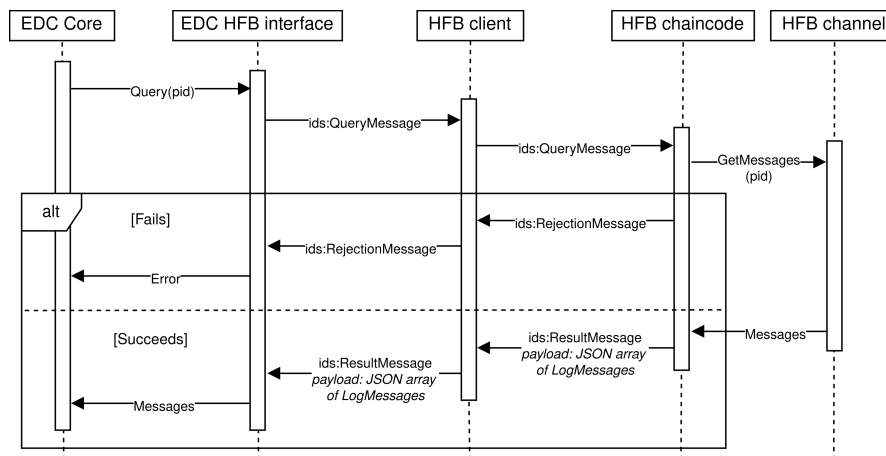 EDC Core
EDC HFB interface
HFB client
HFB chaincode
HFB channel
Query(pid)
ids:QueryMessage
ids:QueryMessage
GetMessages
(pid)
alt
[Fails]
ids:RejectionMessage
ids:RejectionMessage
Error
[Succeeds]
Messages
ids:ResultMessage
payload: JSON array
of LogMessages
ids:ResultMessage
payload: JSON array
of LogMessages
Messages